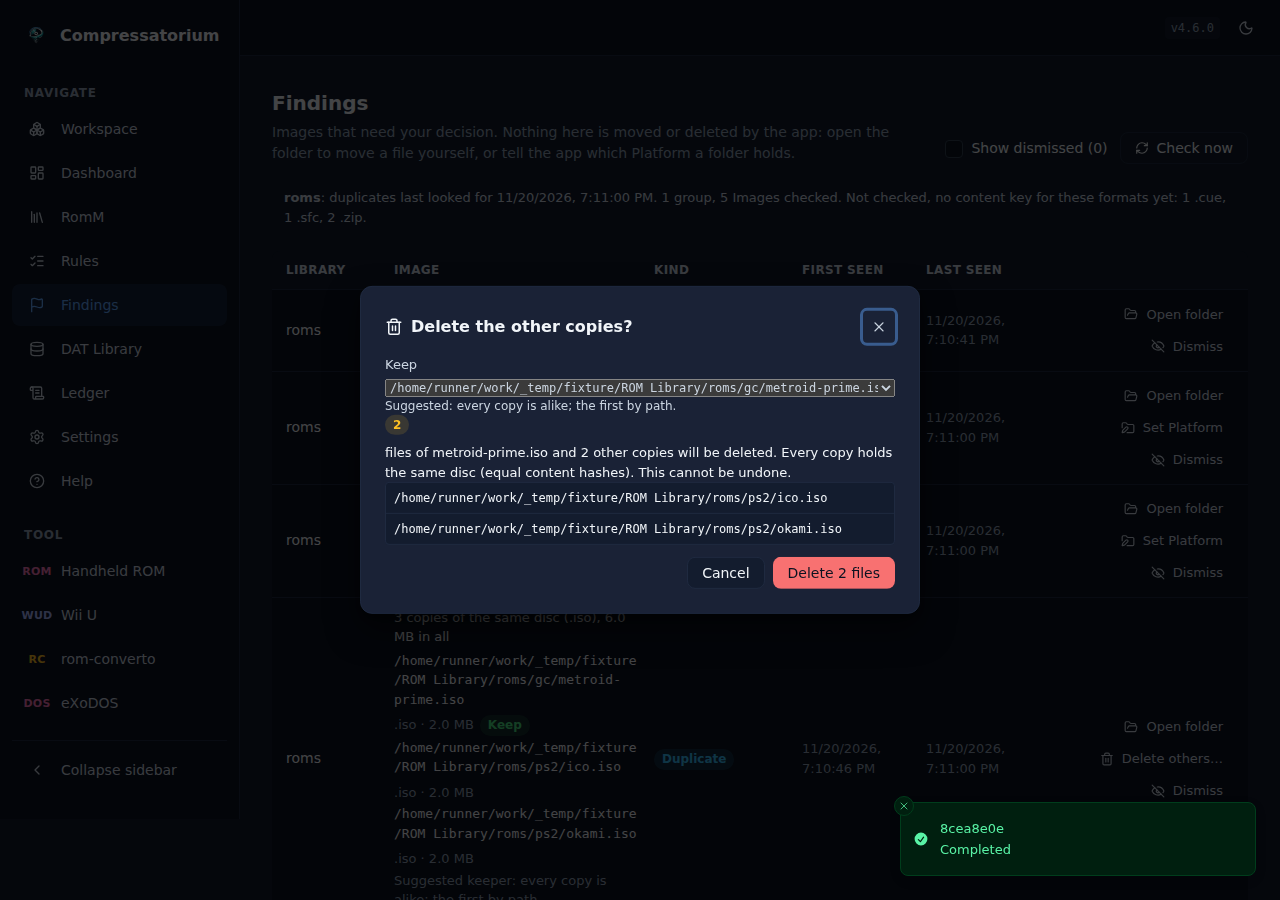 Compressatorium
v4.6.0
NAVIGATE
Workspace
Dashboard
RomM
Rules
Findings
DAT Library
Ledger
Settings
Help
TOOL
ROM Handheld ROM
WUD Wii U
RC rom-converto
DOS eXoDOS
Collapse sidebar
Findings
Images that need your decision. Nothing here is moved or deleted by the app: open the
folder to move a file yourself, or tell the app which Platform a folder holds.
Show dismissed (0)
Check now
roms: duplicates last looked for 11/20/2026, 7:11:00 PM. 1 group, 5 Images checked. Not checked, no content key for these formats yet: 1 .cue,
1 .sfc, 2 .zip.
LIBRARY IMAGE KIND FIRST SEEN LAST SEEN
roms
11/20/2026,
7:10:41 PM
Open folder
Dismiss
roms
11/20/2026,
7:11:00 PM
Open folder
Set Platform
Dismiss
roms
11/20/2026,
7:11:00 PM
Open folder
Set Platform
Dismiss
Delete the other copies?
Keep
/home/runner/work/_temp/fixture/ROM Library/roms/gc/metroid-prime.is
Suggested: every copy is alike; the first by path.
2
files of metroid-prime.iso and 2 other copies will be deleted. Every copy holds
the same disc (equal content hashes). This cannot be undone.
/home/runner/work/_temp/fixture/ROM Library/roms/ps2/ico.iso
/home/runner/work/_temp/fixture/ROM Library/roms/ps2/okami.iso
Cancel
Delete 2 files
roms
3 copies of the same disc (.iso), 6.0
MB in all
/home/runner/work/_temp/fixture
/ROM Library/roms/gc/metroid-
prime.iso
.iso · 2.0 MB Keep
/home/runner/work/_temp/fixture
/ROM Library/roms/ps2/ico.iso
.iso · 2.0 MB
/home/runner/work/_temp/fixture
/ROM Library/roms/ps2/okami.iso
.iso · 2.0 MB
Suggested keeper: every copy is
alike; the first by path.
Duplicate
11/20/2026,
7:10:46 PM
11/20/2026,
7:11:00 PM
Open folder
Delete others…
Dismiss
8cea8e0e
Completed